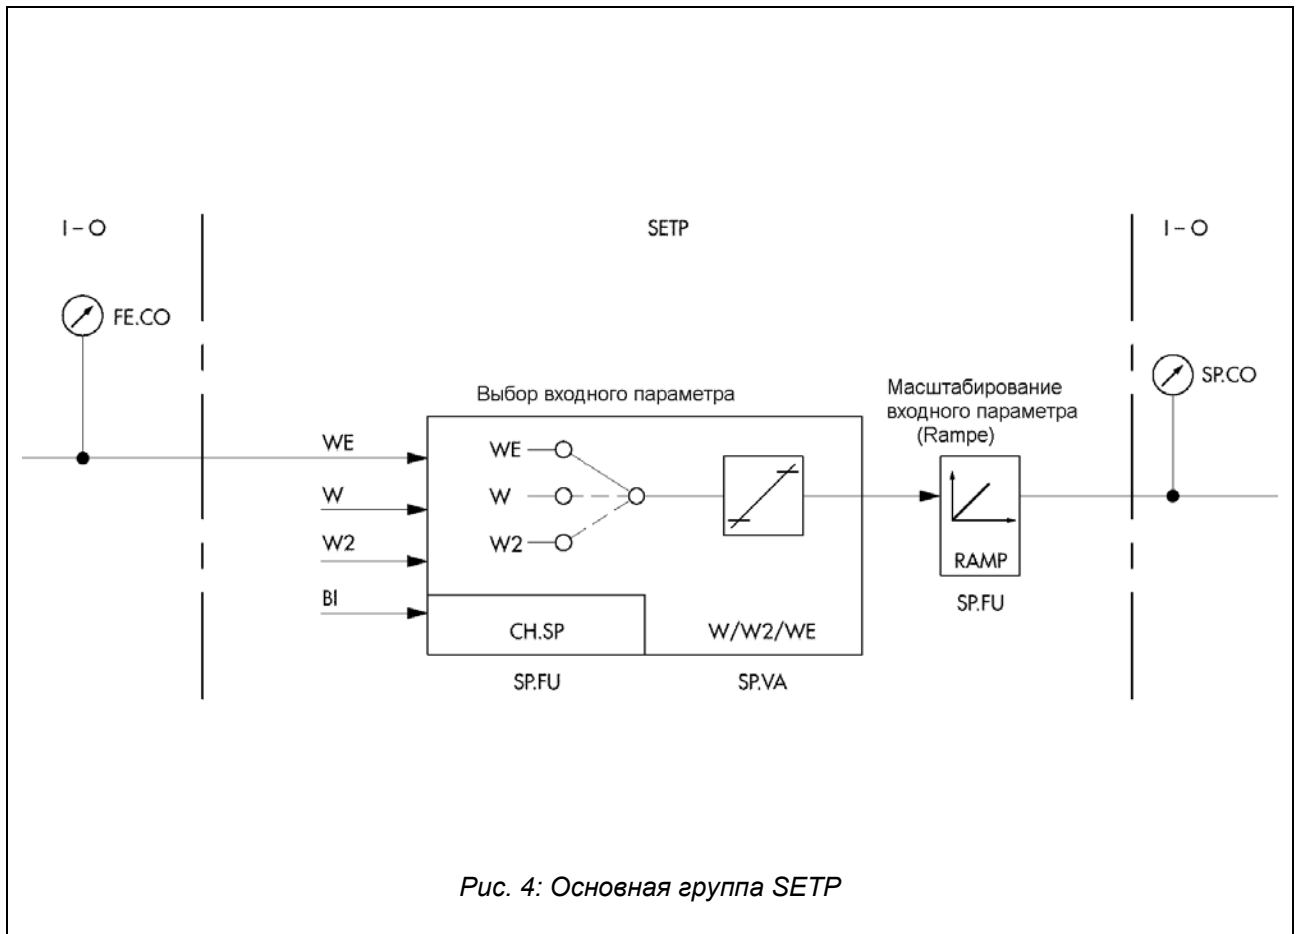 I – O
SETP
I – O
FE.CO
SP.CO
Выбор входного параметра
Масштабирование
входного параметра
(Rampe)
WE
W
W2
BI
WE
W
W2
CH.SP
W/W2/WE
RAMP
SP.FU
SP.VA
SP.FU
Рис. 4: Основная группа SETP